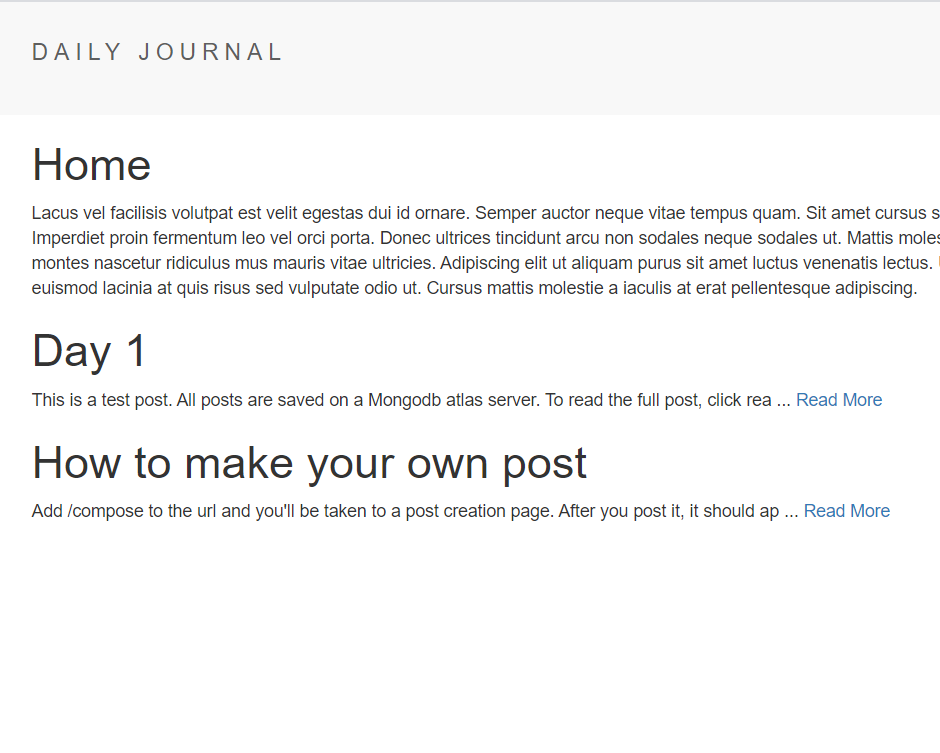 DAILY JOURNAL
Home
Lacus vel facilisis volutpat est velit egestas dui id ornare. Semper auctor neque vitae tempus quam. Sit amet cursus
Imperdiet proin fermentum leo vel orci porta. Donec ultrices tincidunt arcu non sodales neque sodales ut. Mattis
montes nascetur ridiculus mus mauris vitae ultricies. Adipiscing elit ut aliquam purus sit amet luctus venenatis lectus.
euismod lacinia at quis risus sed vulputate odio ut. Cursus mattis molestie a iaculis at erat pellentesque adipiscing.
Day 1
This is a test post. All posts are saved on a Mongodb atlas server. To read the full post, click rea ... Read More
How to make your own post
Add /compose to the url and you'll be taken to a post creation page. After you post it, it should ap ... Read More